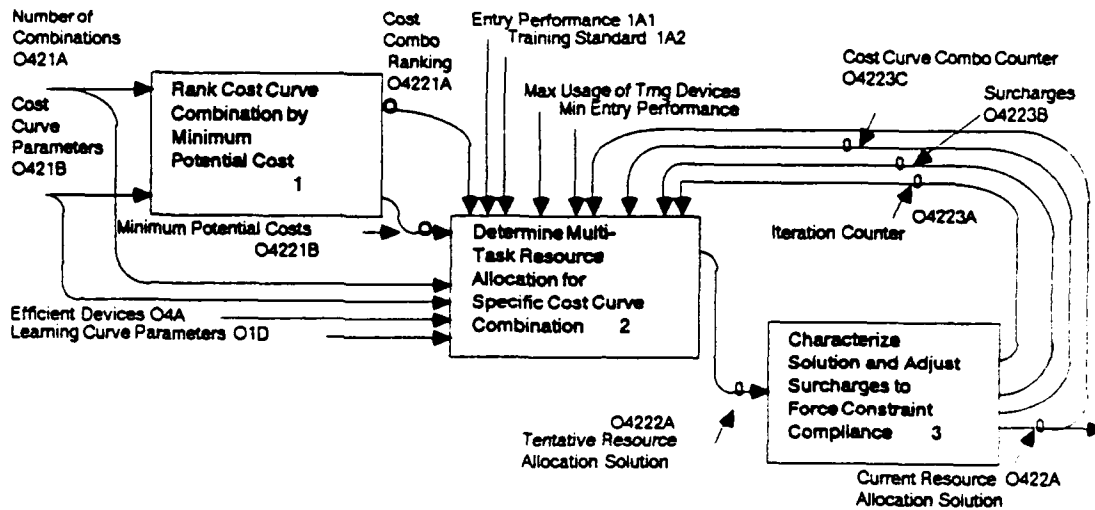 Number of
Combinations
O421A
Cost
Curve
Parameters
O421B
Rank Cost Curve
Combination by
Minimum
Potential Cost
1
Cost
Combo
Ranking
O4221A
Entry Performance 1A1
Training Standard 1A2
Max Usage of Trng Devices
Min Entry Performance
Cost Curve Combo Counter
O4223C
Surcharges
O4223B
O4223A
Iteration Counter
Minimum Potential Costs
O4221B
Determine Multi-
Task Resource
Allocation for
Specific Cost Curve
Combination 2
Efficient Devices O4A
Learning Curve Parameters O1D
Characterize
Solution and Adjust
Surcharges to
Force Constraint
Compliance 3
O4222A
Tentative Resource
Allocation Solution
Current Resource O422A
Allocation Solution